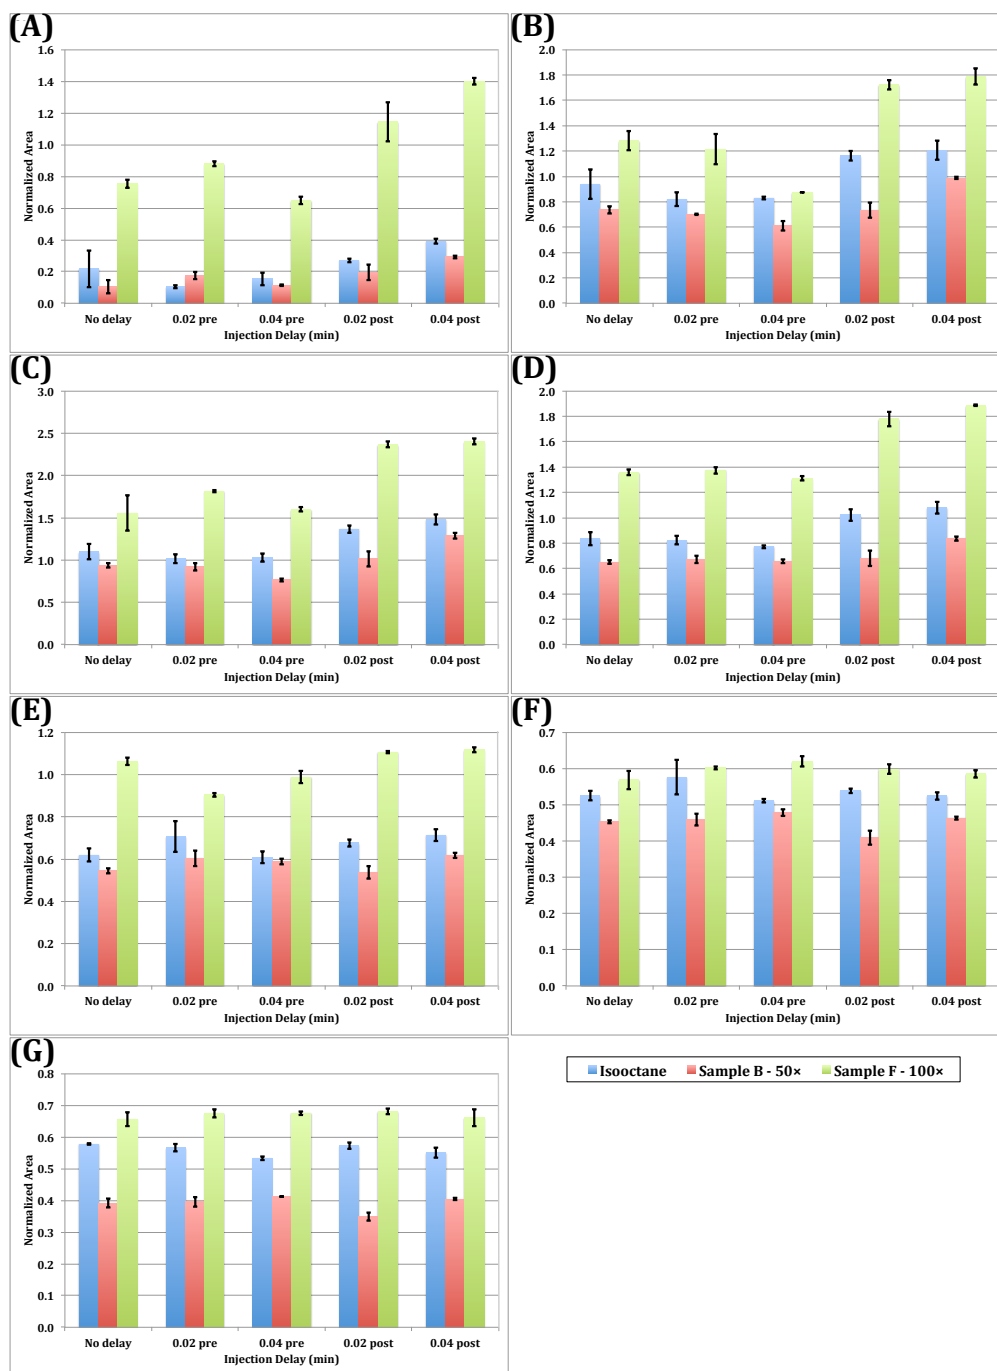 (A)
1.6
1.4
1.2
1.0
0.8
0.6
0.4
0.2
0.0
Normalized Area
No delay 0.02 pre 0.04 pre 0.02 post 0.04 post
Injection Delay (min)
(B)
2.0
1.8
1.6
1.4
1.2
1.0
0.8
0.6
0.4
0.2
0.0
Normalized Area
No delay 0.02 pre 0.04 pre 0.02 post 0.04 post
Injection Delay (min)
(C)
3.0
2.5
2.0
1.5
1.0
0.5
0.0
Normalized Area
No delay 0.02 pre 0.04 pre 0.02 post 0.04 post
Injection Delay (min)
(D)
2.0
1.8
1.6
1.4
1.2
1.0
0.8
0.6
0.4
0.2
0.0
Normalized Area
No delay 0.02 pre 0.04 pre 0.02 post 0.04 post
Injection Delay (min)
(E)
1.2
1.0
0.8
0.6
0.4
0.2
0.0
Normalized Area
No delay 0.02 pre 0.04 pre 0.02 post 0.04 post
Injection Delay (min)
(F)
0.7
0.6
0.5
0.4
0.3
0.2
0.1
0.0
Normalized Area
No delay 0.02 pre 0.04 pre 0.02 post 0.04 post
Injection Delay (min)
(G)
0.8
0.7
0.6
0.5
0.4
0.3
0.2
0.1
0.0
Normalized Area
No delay 0.02 pre 0.04 pre 0.02 post 0.04 post
Injection Delay (min)
Isooctane Sample B - 50× Sample F - 100×